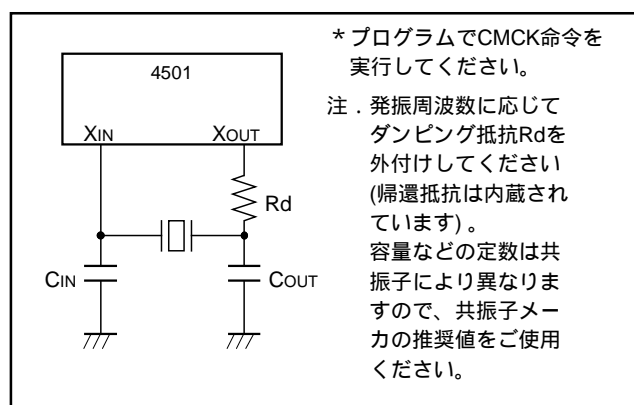 4501
XIN
XOUT
Rd
CIN
COUT
* プログラムでCMCK命令を
実行してください。
注．発振周波数に応じて
ダンピング抵抗Rdを
外付けしてください
(帰還抵抗は内蔵され
ています) 。
容量などの定数は共
振子により異なりま
すので、共振子メー
カの推奨値をご使用
ください。